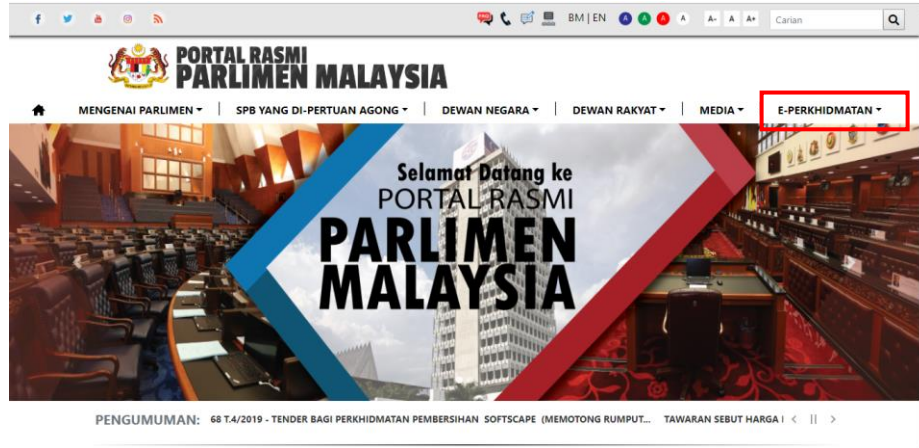 BM | EN A A A A A- A A+ Carian
PORTAL RASMI
PARLIMEN MALAYSIA
MENGENAI PARLIMEN SPB YANG DI-PERTUAN AGONG DEWAN NEGARA DEWAN RAKYAT MEDIA E-PERKHIDMATAN
Selamat Datang ke
PORTAL RASMI
PARLIMEN
MALAYSIA
PENGUMUMAN: 68 T.4/2019 - TENDER BAGI PERKHIDMATAN PEMBERSIHAN SOFTSCAPE (MEMOTONG RUMPUT... TAWARAN SEBUT HARGA